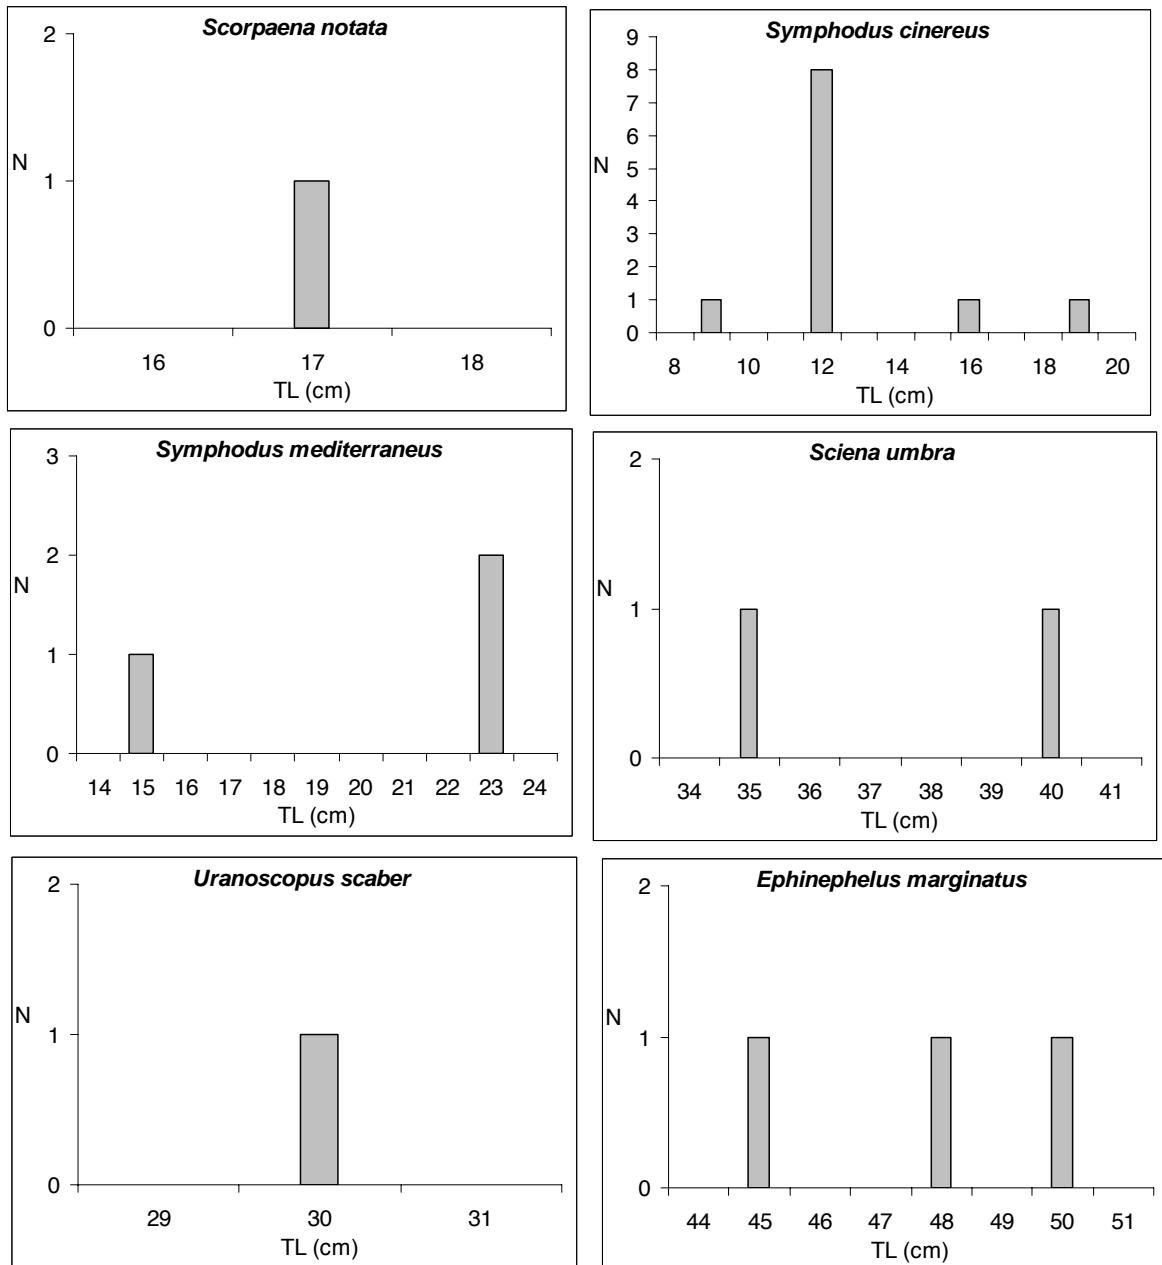 Scorpaena notata
2
1
0
N
16 17 18
TL (cm)
Symphodus cinereus
9
8
7
6
5
4
3
2
1
0
N
8 10 12 14 16 18 20
TL (cm)
Symphodus mediterraneus
3
2
1
0
N
14 15 16 17 18 19 20 21 22 23 24
TL (cm)
Sciena umbra
2
1
0
N
34 35 36 37 38 39 40 41
TL (cm)
Uranoscopus scaber
2
1
0
N
29 30 31
TL (cm)
Ephinephelus marginatus
2
1
0
N
44 45 46 47 48 49 50 51
TL (cm)